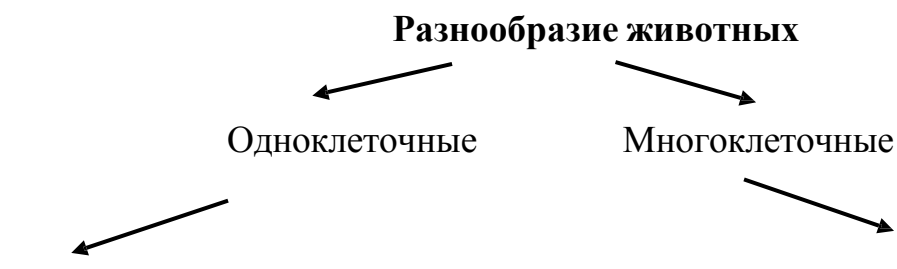 Разнообразие животных
Одноклеточные Многоклеточные